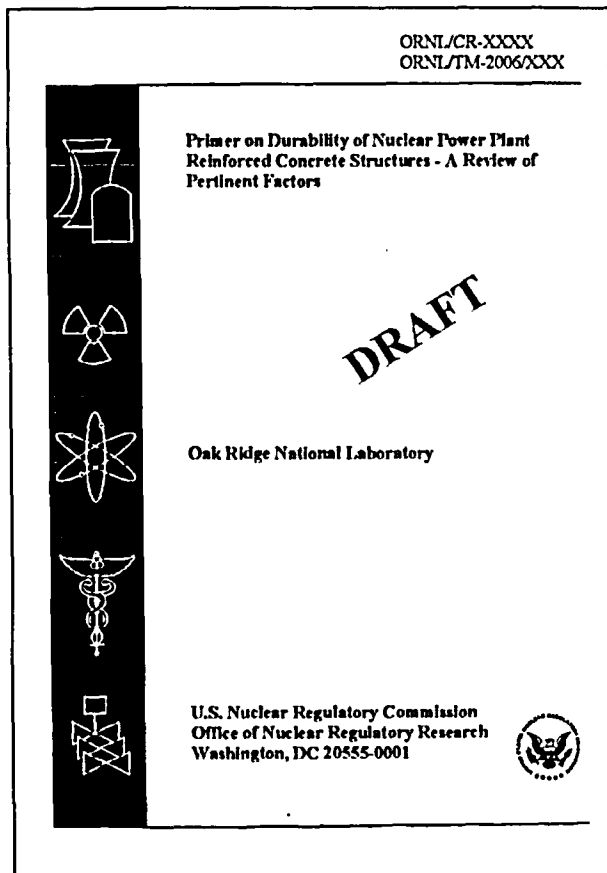 ORNL/CR-XXXX
ORNL/TM-2006/XXX
Primer on Durability of Nuclear Power Plant
Reinforced Concrete Structures - A Review of
Pertinent Factors
DRAFT
Oak Ridge National Laboratory
U.S. Nuclear Regulatory Commission
Office of Nuclear Regulatory Research
Washington, DC 20555-0001